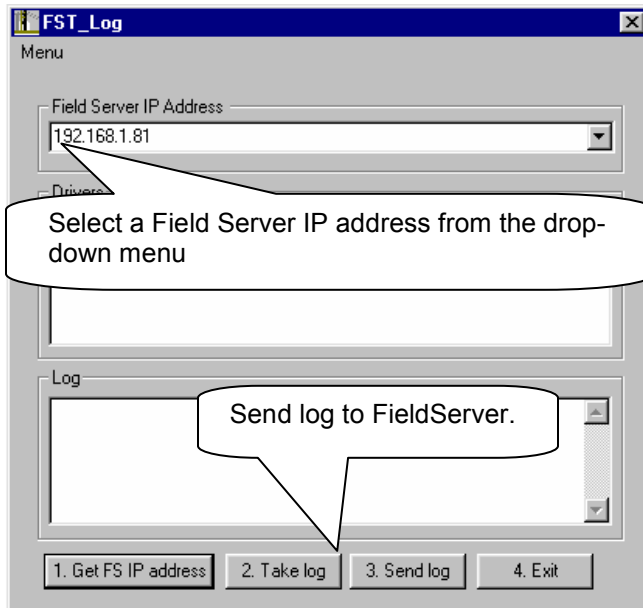 FST_Log
Menu
Field Server IP Address
192.168.1.81
Drivers
Select a Field Server IP address from the drop-
down menu
Log
Send log to FieldServer.
1. Get FS IP address
2. Take log
3. Send log
4. Exit